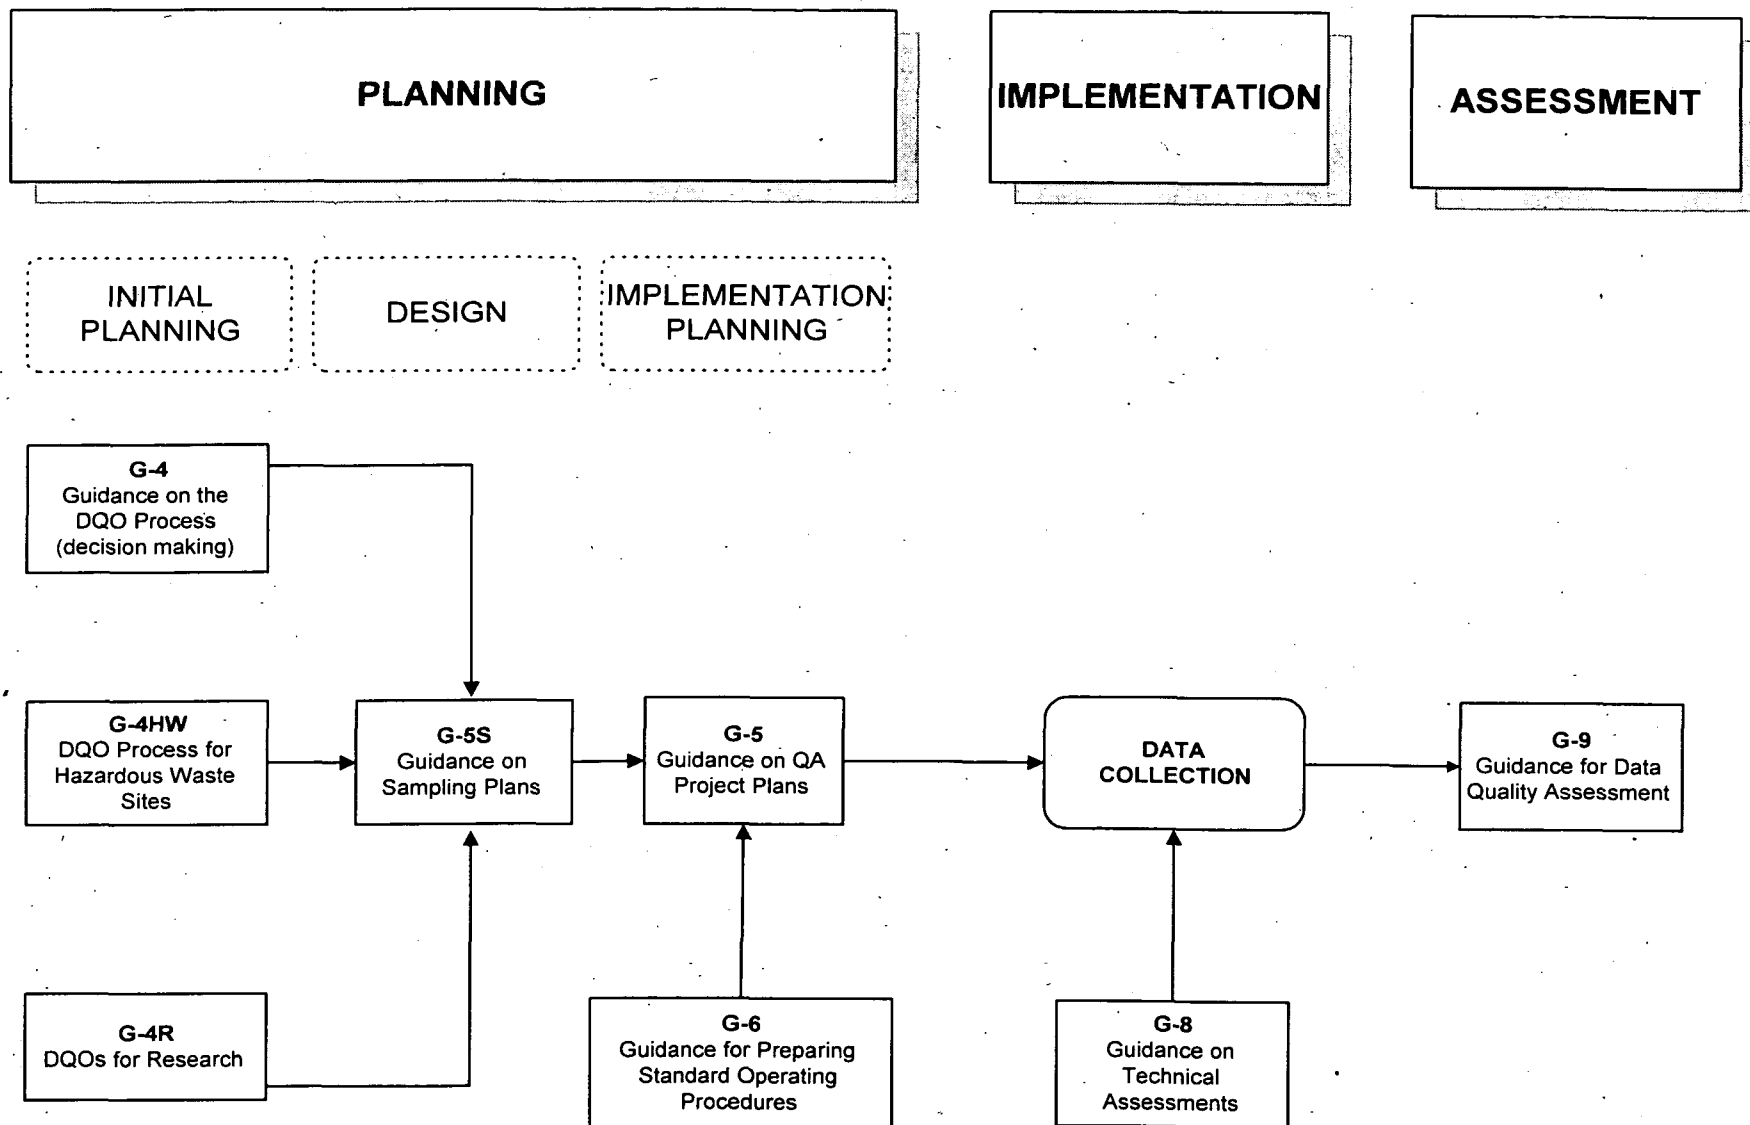 PLANNING
IMPLEMENTATION
ASSESSMENT
INITIAL
PLANNING
DESIGN
IMPLEMENTATION
PLANNING
G-4
Guidance on the
DQO Process
(decision making)
G-4HW
DQO Process for
Hazardous Waste
Sites
G-5S
Guidance on
Sampling Plans
G-5
Guidance on QA
Project Plans
DATA
COLLECTION
G-9
Guidance for Data
Quality Assessment
G-4R
DQOs for Research
G-6
Guidance for Preparing
Standard Operating
Procedures
G-8
Guidance on
Technical
Assessments